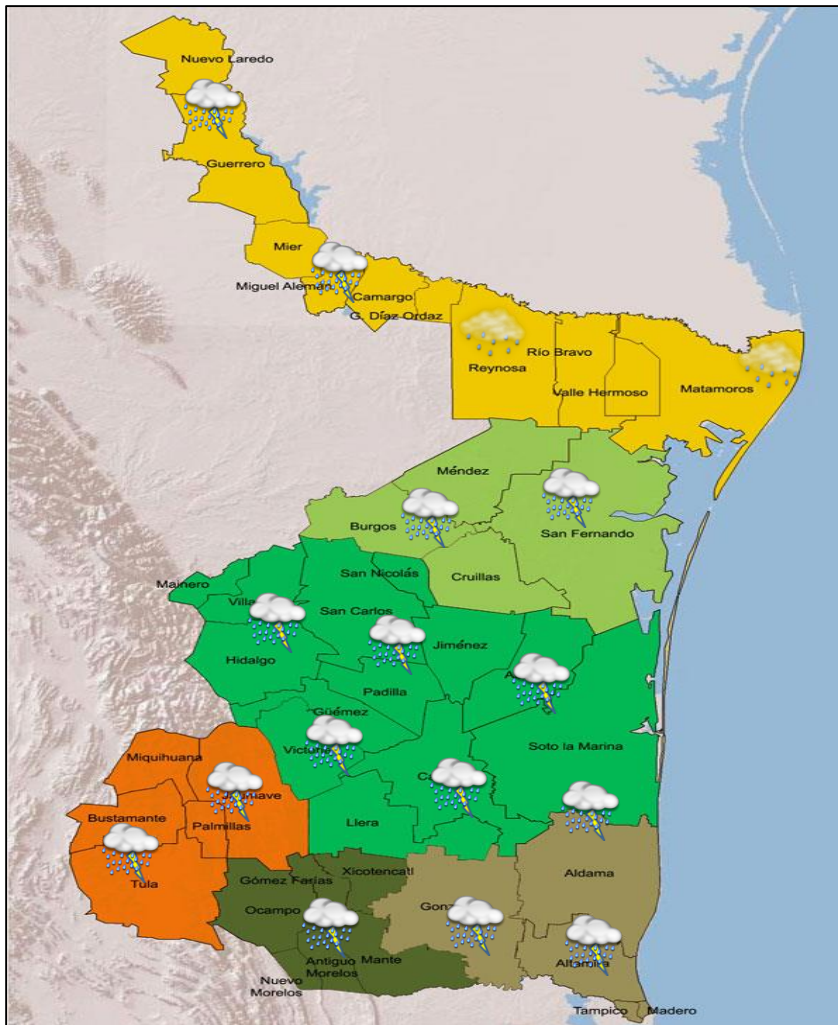 Nuevo Laredo
Guerrero
Mier
Miguel Alemán
Camargo
G. Díaz Ordaz
Reynosa
Río Bravo
Valle Hermoso
Matamoros
Méndez
Burgos
San Fernando
Cruillas
San Nicolás
Mainero
Villa
San Carlos
Hidalgo
Jiménez
Padilla
Güémez
Soto la Marina
Miquihuana
Bustamante
Palmillas
Llera
Tula
Xicotencatl
Gómez Farías
Aldama
Ocampo
Antiguo
Morelos
Mante
Altamira
Nuevo
Morelos
Tampico
Madero